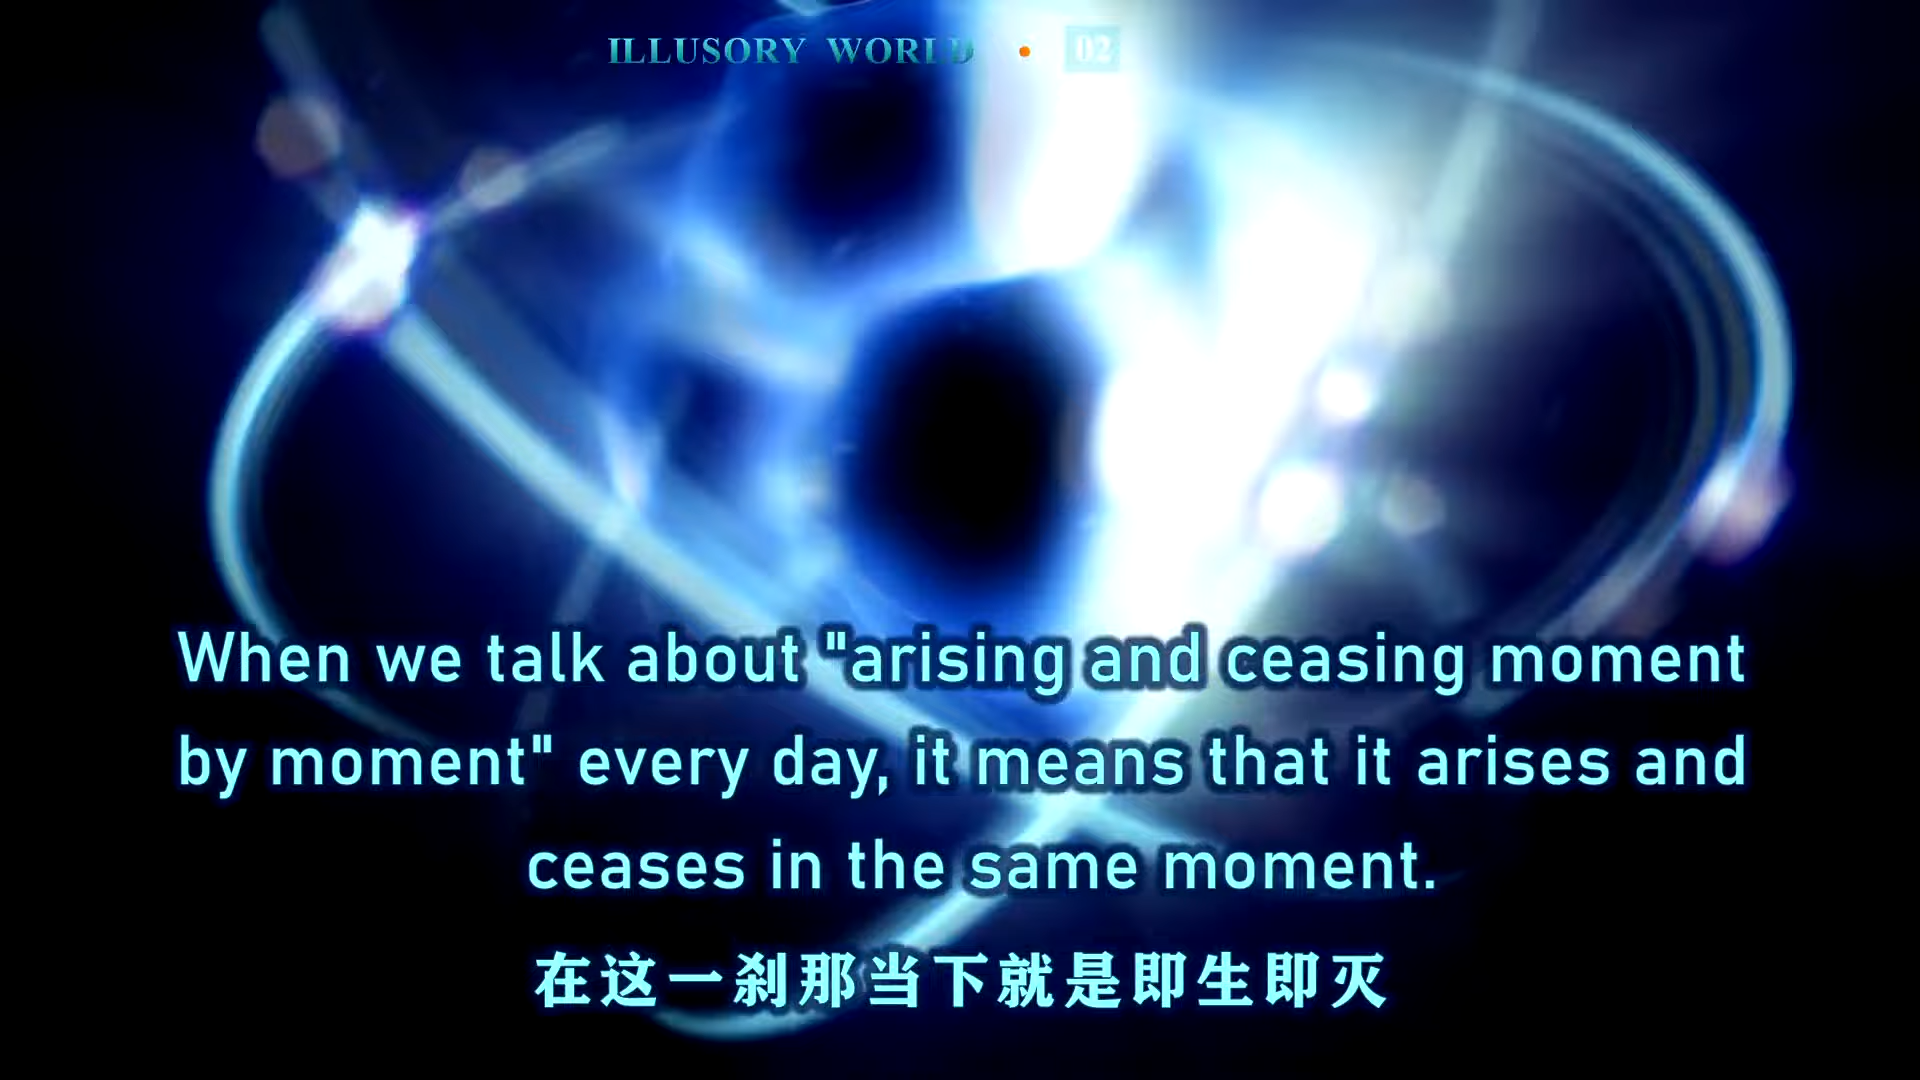 ILLUSORY WORLD • 02
When we talk about "arising and ceasing moment
by moment" every day, it means that it arises and
ceases in the same moment.
在这一刹那当下就是即生即灭